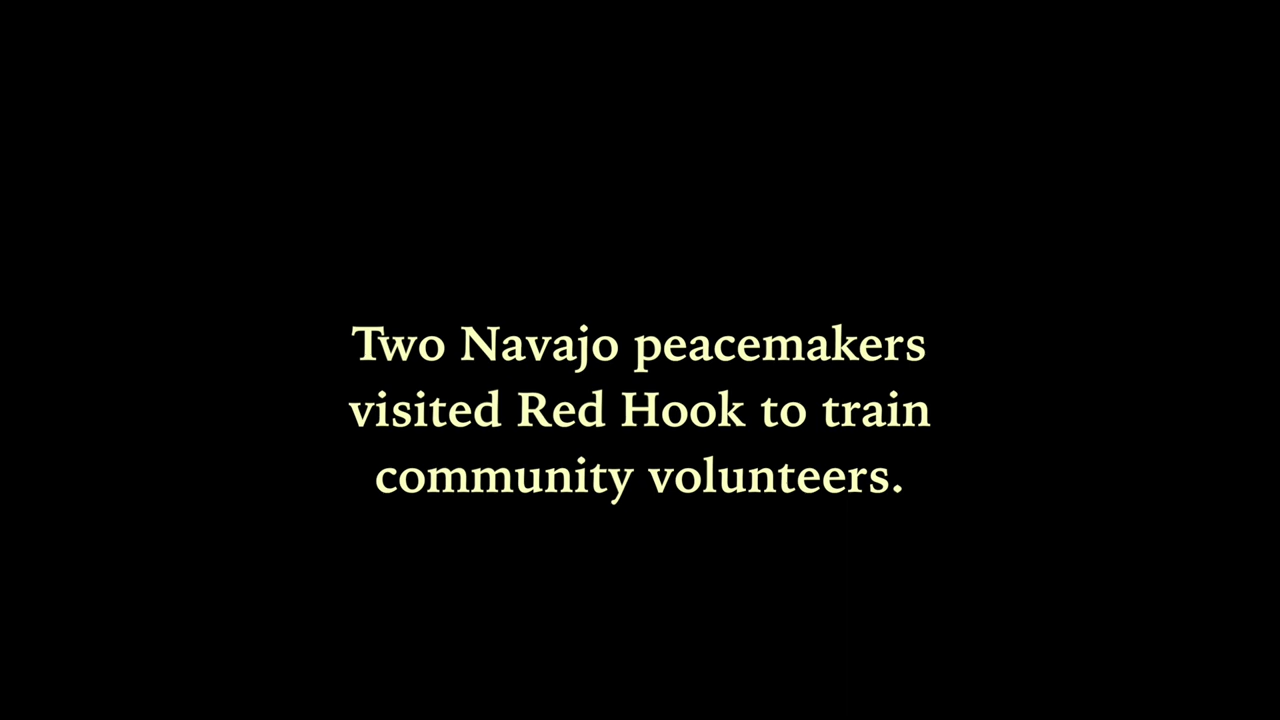 Two Navajo peacemakers
visited Red Hook to train
community volunteers.